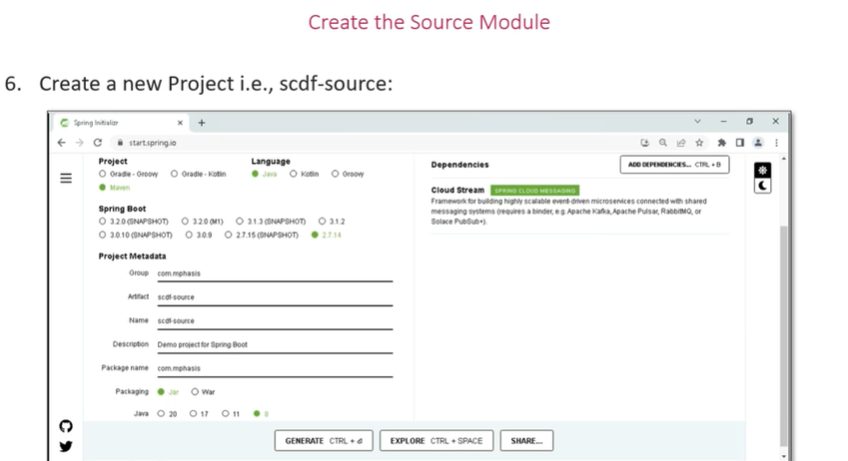 Create the Source Module
6. Create a new Project i.e., scdf-source:
Spring Initializr × +
start.spring.io
Project
Language
Gradle - Groovy Gradle - Kotlin
Java Kotlin Groovy
Maven
Spring Boot
3.2.0 (SNAPSHOT) 3.2.0 (M1) 3.1.3 (SNAPSHOT) 3.1.2
3.0.10 (SNAPSHOT) 3.0.9 2.7.15 (SNAPSHOT) 2.7.14
Project Metadata
Group com.mphasis
Artifact scdf-source
Name scdf-source
Description Demo project for Spring Boot
Package name com.mphasis
Packaging Jar War
Java 20 17 11 8
Dependencies
ADD DEPENDENCIES... CTRL + B
Cloud Stream SPRING CLOUD MESSAGING
Framework for building highly scalable event-driven microservices connected with shared
messaging systems (requires a binder, e.g. Apache Kafka, Apache Pulsar, RabbitMQ, or
Solace PubSub+).
GENERATE CTRL + ⏎
EXPLORE CTRL + SPACE
SHARE...